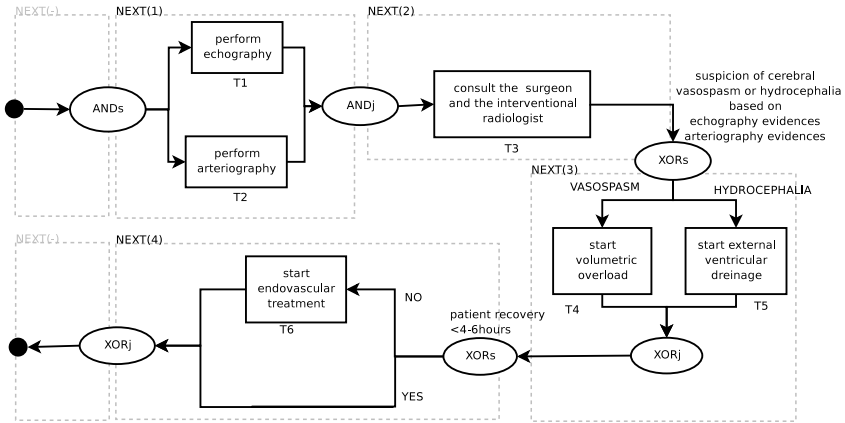 NEXT(-)
NEXT(1)
NEXT(2)
perform
echography
T1
ANDs
ANDj
perform
arteriography
T2
consult the surgeon
and the interventional
radiologist
T3
suspicion of cerebral
vasospasm or hydrocephalia
based on
echography evidences
arteriography evidences
XORs
NEXT(3)
VASOSPASM
HYDROCEPHALIA
start
volumetric
overload
T4
start external
ventricular
dreinage
T5
XORj
NEXT(-)
NEXT(4)
start
endovascular
treatment
T6
NO
patient recovery
<4-6hours
XORs
YES
XORj